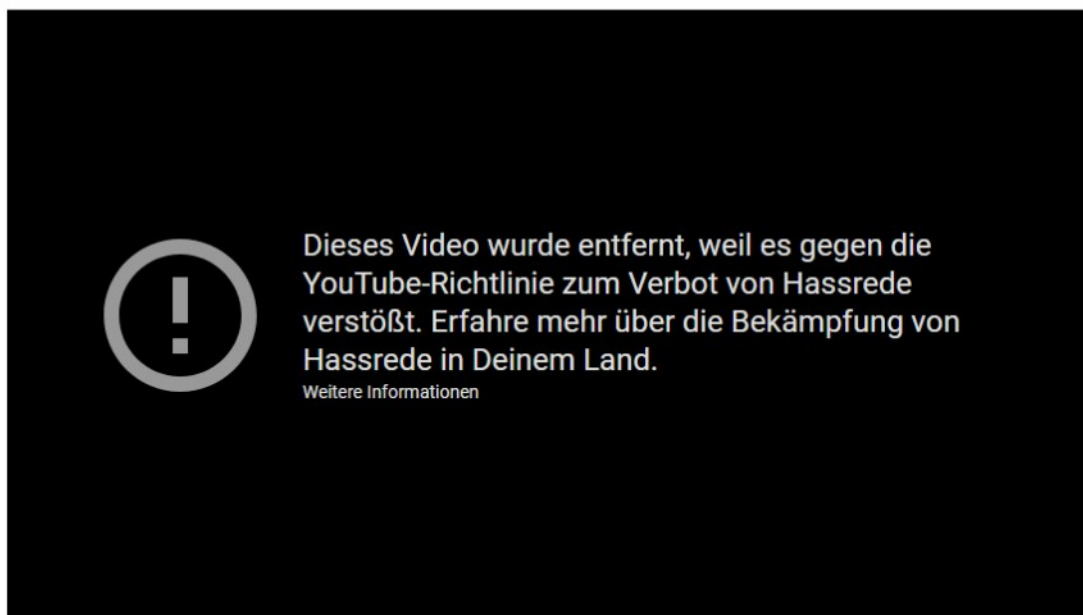 Dieses Video wurde entfernt, weil es gegen die
YouTube-Richtlinie zum Verbot von Hassrede
verstößt. Erfahre mehr über die Bekämpfung von
Hassrede in Deinem Land.
Weitere Informationen